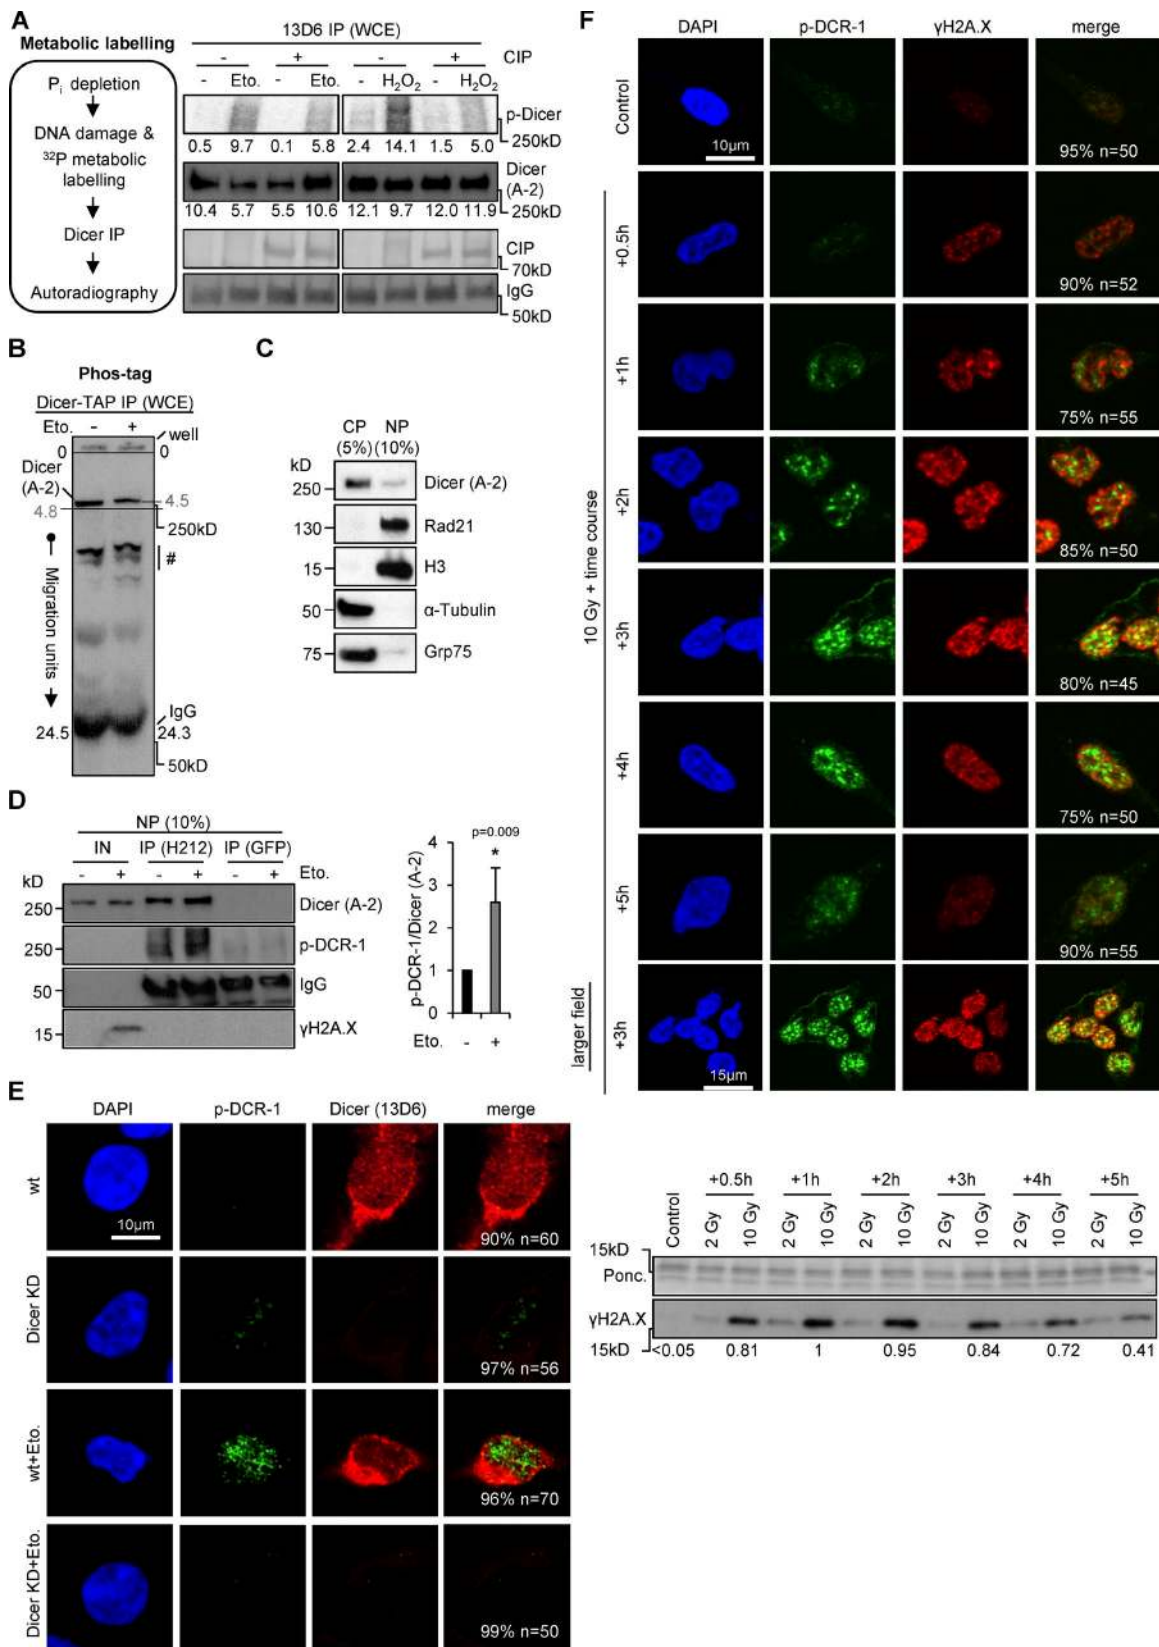 A
Metabolic labelling
Pi depletion
DNA damage &
32P metabolic
labelling
Dicer IP
Autoradiography
13D6 IP (WCE)
- + - + CIP
- Eto. - Eto. - H2O2 - H2O2
p-Dicer
250kD
0.5 9.7 0.1 5.8 2.4 14.1 1.5 5.0
Dicer
(A-2)
250kD
10.4 5.7 5.5 10.6 12.1 9.7 12.0 11.9
CIP
70kD
IgG
50kD
B
Phos-tag
Dicer-TAP IP (WCE)
Eto. - +
well
0 0
Dicer
(A-2)
4.5
4.8
250kD
#
Migration units
IgG
24.5 24.3
50kD
C
CP NP
(5%) (10%)
kD
250 Dicer (A-2)
130 Rad21
15 H3
50 α-Tubulin
75 Grp75
D
NP (10%)
IN IP (H212) IP (GFP)
- + - + - + Eto.
kD
250 Dicer (A-2)
250 p-DCR-1
50 IgG
15 γH2A.X
p-DCR-1/Dicer (A-2)
p=0.009
*
4
3
2
1
0
Eto. - +
E
DAPI p-DCR-1 Dicer (13D6) merge
wt
10μm
90% n=60
Dicer KD
97% n=56
wt+Eto.
96% n=70
Dicer KD+Eto.
99% n=50
F
DAPI p-DCR-1 γH2A.X merge
Control
10μm
95% n=50
10 Gy + time course
+0.5h
90% n=52
+1h
75% n=55
+2h
85% n=50
+3h
80% n=45
+4h
75% n=50
+5h
90% n=55
larger field
+3h
15μm
+0.5h +1h +2h +3h +4h +5h
Control 2 Gy 10 Gy 2 Gy 10 Gy 2 Gy 10 Gy 2 Gy 10 Gy 2 Gy 10 Gy 2 Gy 10 Gy
15kD
Ponc.
γH2A.X
15kD
<0.05 0.81 1 0.95 0.84 0.72 0.41